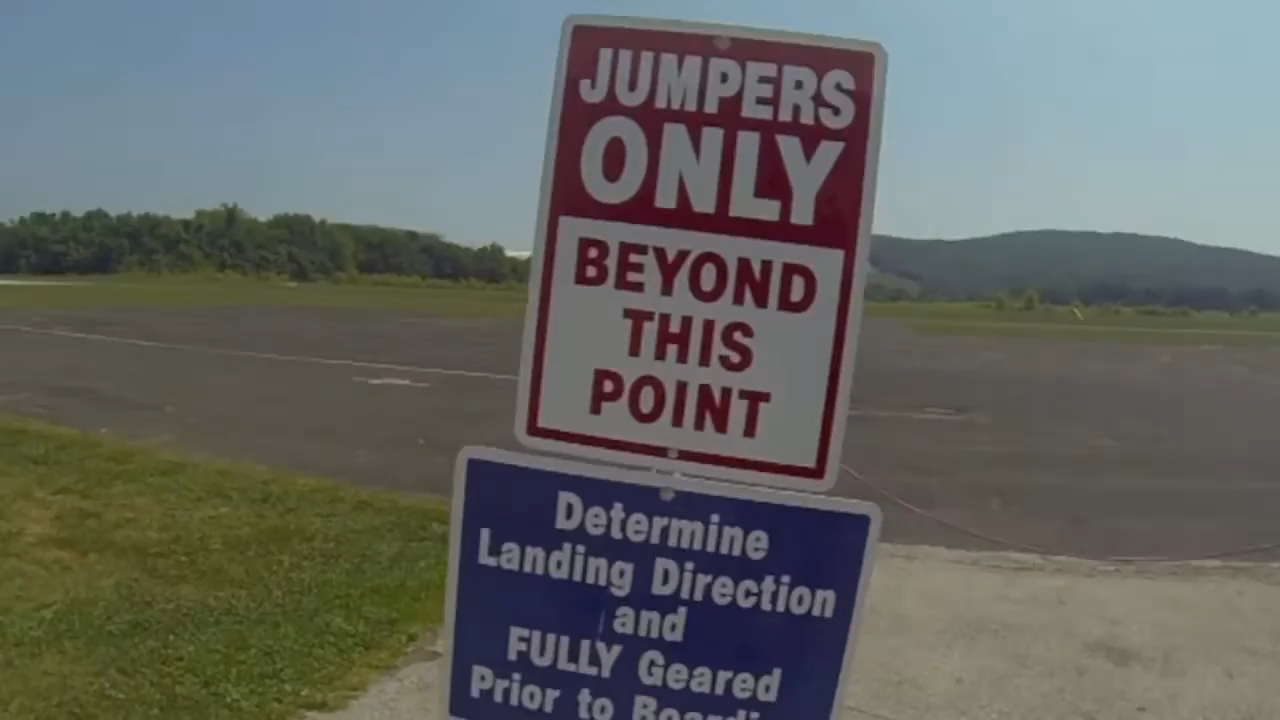 JUMPERS
ONLY
BEYOND
THIS
POINT
Determine
Landing Direction
and
FULLY Geared
Prior to